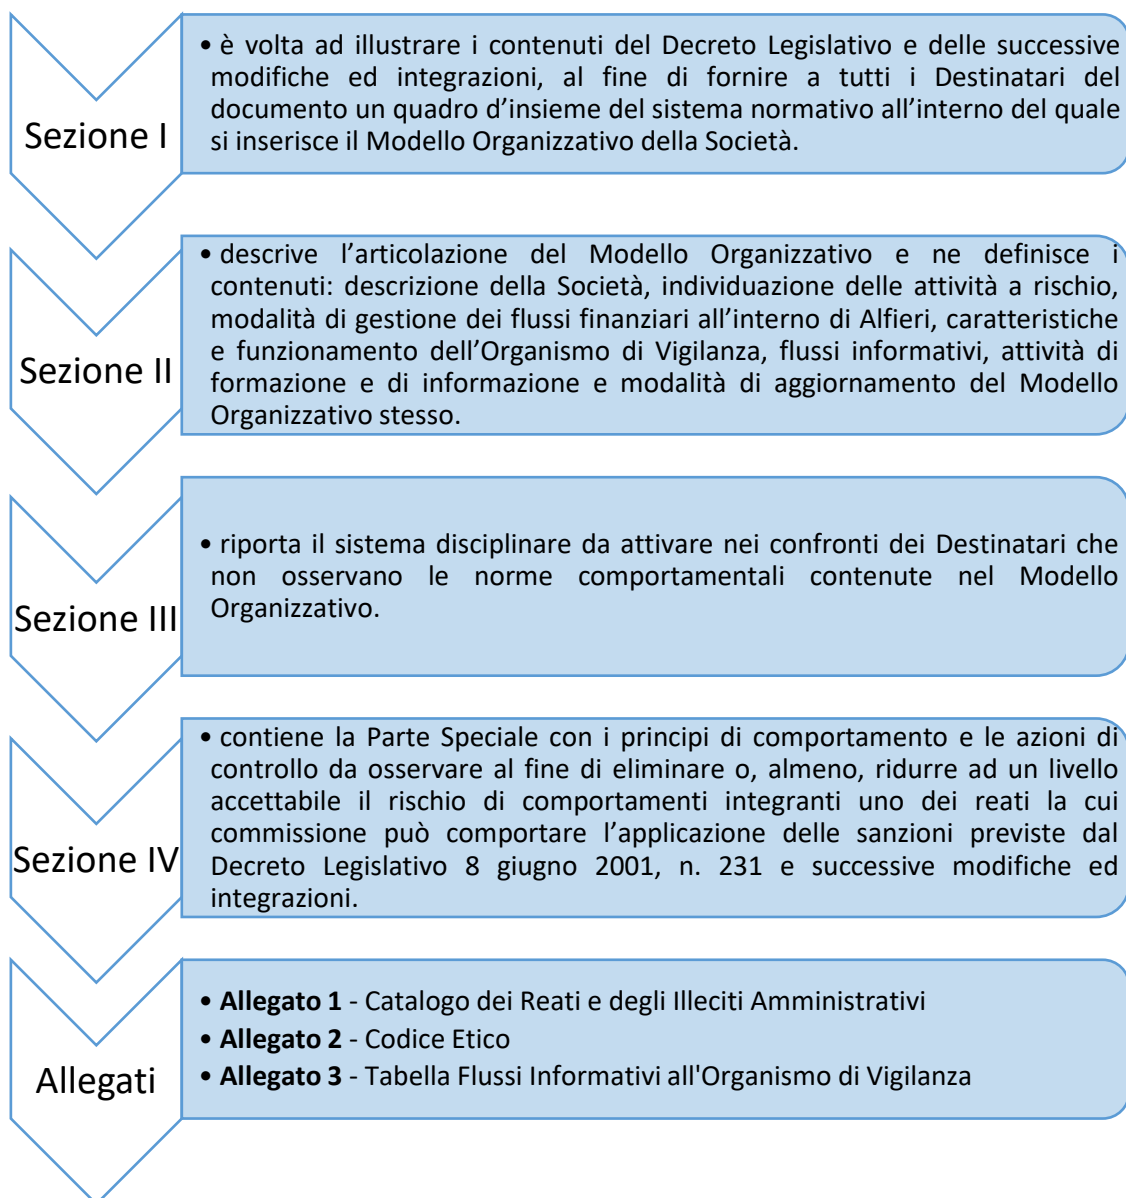 Sezione I
• è volta ad illustrare i contenuti del Decreto Legislativo e delle successive
modifiche ed integrazioni, al fine di fornire a tutti i Destinatari del
documento un quadro d’insieme del sistema normativo all’interno del quale
si inserisce il Modello Organizzativo della Società.
Sezione II
• descrive l’articolazione del Modello Organizzativo e ne definisce i
contenuti: descrizione della Società, individuazione delle attività a rischio,
modalità di gestione dei flussi finanziari all’interno di Alfieri, caratteristiche
e funzionamento dell’Organismo di Vigilanza, flussi informativi, attività di
formazione e di informazione e modalità di aggiornamento del Modello
Organizzativo stesso.
Sezione III
• riporta il sistema disciplinare da attivare nei confronti dei Destinatari che
non osservano le norme comportamentali contenute nel Modello
Organizzativo.
Sezione IV
• contiene la Parte Speciale con i principi di comportamento e le azioni di
controllo da osservare al fine di eliminare o, almeno, ridurre ad un livello
accettabile il rischio di comportamenti integranti uno dei reati la cui
commissione può comportare l’applicazione delle sanzioni previste dal
Decreto Legislativo 8 giugno 2001, n. 231 e successive modifiche ed
integrazioni.
Allegati
• Allegato 1 - Catalogo dei Reati e degli Illeciti Amministrativi
• Allegato 2 - Codice Etico
• Allegato 3 - Tabella Flussi Informativi all'Organismo di Vigilanza